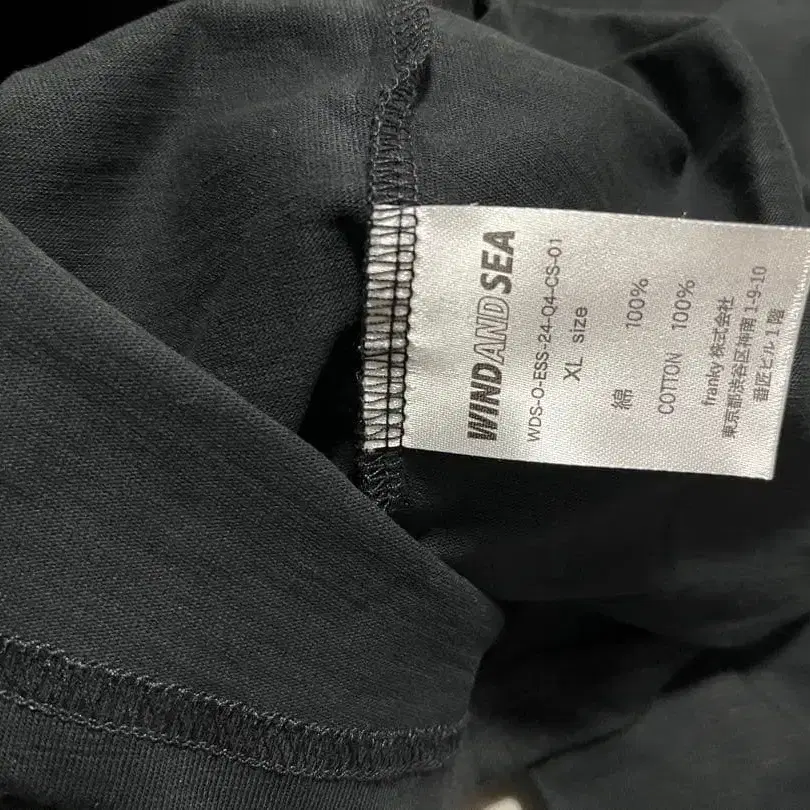 WINDANDSEA
WDS-O-ESS-24-Q4-CS-01
XL size
綿 100%
COTTON 100%
franky 株式会社
東京都渋谷区神南1-9-10
番匠ビル1階